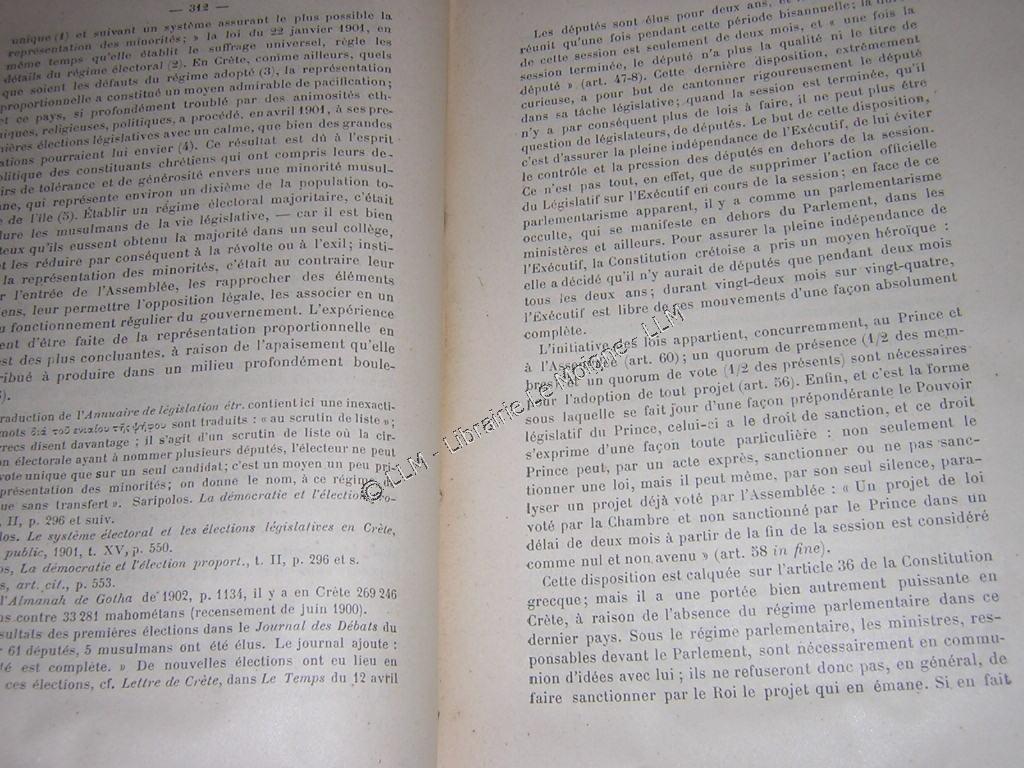 — 312 —
unique (1) et suivant un système assurant le plus possible la
représentation des minorités; » la loi du 22 janvier 1901, en
même temps qu'elle établit le suffrage universel, règle les
détails du régime électoral (2). En Crète, comme ailleurs, quels
que soient les défauts du régime adopté (3), la représentation
proportionnelle a constitué un moyen admirable de pacification;
et ce pays, si profondément troublé par des animosités eth-
niques, religieuses, politiques, a procédé, en avril 1901, à ses pre-
mières élections législatives avec un calme, que bien des grandes
ations pourraient lui envier (4). Ce résultat est dû à l'esprit
olitique des constituants chrétiens qui ont compris leurs de-
irs de tolérance et de générosité envers une minorité musul-
ane, qui représente environ un dixième de la population to-
e de l'île (5). Établir un régime électoral majoritaire, c'était
lure les musulmans de la vie législative, — car il est bien
teux qu'ils eussent obtenu la majorité dans un seul collège,
et les réduire par conséquent à la révolte ou à l'exil; insti-
la représentation des minorités, c'était au contraire leur
r l'entrée de l'Assemblée, les rapprocher des éléments
iens, leur permettre l'opposition légale, les associer en un
u fonctionnement régulier du gouvernement. L'expérience
ent d'être faite de la représentation proportionnelle en
est des plus concluantes, à raison de l'apaisement qu'elle
ribué à produire dans un milieu profondément boule-
).
raduction de l'Annuaire de législation étr. contient ici une inexacti-
mots διὰ τοῦ ἑνιαίου τῆς ψήφου sont traduits : « au scrutin de liste »;
recs disent davantage ; il s'agit d'un scrutin de liste où la cir-
on électorale ayant à nommer plusieurs députés, l'électeur ne peut
vote unique que sur un seul candidat; c'est un moyen un peu pri-
représentation des minorités; on donne le nom, à ce régime
que sans transfert ». Saripolos. La démocratie et l'élection
, II, p. 296 et suiv.
los. Le système électoral et les élections législatives en Crète,
public, 1901, t. XV, p. 550.
os, La démocratie et l'élection proport., t. II, p. 296 et s.
s, art. cit., p. 553.
l'Almanah de Gotha de 1902, p. 1134, il y a en Crète 269 246
ns contre 33 281 mahométans (recensement de juin 1900).
sultats des premières élections dans le Journal des Débats du
r 61 députés, 5 musulmans ont été élus. Le journal ajoute :
té est complète. » De nouvelles élections ont eu lieu en
ces élections, cf. Lettre de Crète, dans Le Temps du 12 avril
Les députés sont élus pour deux ans, et
réunit qu'une fois pendant cette période bisannuelle; la
de cette session est seulement de deux mois, et « une fois la
session terminée, le député n'a plus la qualité ni le titre de
député » (art. 47-8). Cette dernière disposition, extrêmement
curieuse, a pour but de cantonner rigoureusement le député
dans sa tâche législative; quand la session est terminée, qu'il
n'y a par conséquent plus de lois à faire, il ne peut plus être
question de législateurs, de députés. Le but de cette disposition,
c'est d'assurer la pleine indépendance de l'Exécutif, de lui éviter
le contrôle et la pression des députés en dehors de la session.
Ce n'est pas tout, en effet, que de supprimer l'action officielle
du Législatif sur l'Exécutif en cours de la session; en face de ce
parlementarisme apparent, il y a comme un parlementarisme
occulte, qui se manifeste en dehors du Parlement, dans les
ministères et ailleurs. Pour assurer la pleine indépendance de
l'Exécutif, la Constitution crétoise a pris un moyen héroïque :
elle a décidé qu'il n'y aurait de députés que pendant deux mois
tous les deux ans; durant vingt-deux mois sur vingt-quatre,
l'Exécutif est libre de ses mouvements d'une façon absolument
complète.
L'initiative des lois appartient, concurremment, au Prince et
à l'Assemblée (art. 60); un quorum de présence (1/2 des mem-
bres) et un quorum de vote (1/2 des présents) sont nécessaires
pour l'adoption de tout projet (art. 56). Enfin, et c'est la forme
sous laquelle se fait jour d'une façon prépondérante le Pouvoir
législatif du Prince, celui-ci a le droit de sanction, et ce droit
s'exprime d'une façon toute particulière : non seulement le
Prince peut, par un acte exprès, sanctionner ou ne pas sanc-
tionner une loi, mais il peut même, par son seul silence, para-
lyser un projet déjà voté par l'Assemblée : « Un projet de loi
voté par la Chambre et non sanctionné par le Prince dans un
délai de deux mois à partir de la fin de la session est considéré
comme nul et non avenu » (art. 58 in fine).
Cette disposition est calquée sur l'article 36 de la Constitution
grecque; mais il a une portée bien autrement puissante en
Crète, à raison de l'absence du régime parlementaire dans ce
dernier pays. Sous le régime parlementaire, les ministres, res-
ponsables devant le Parlement, sont nécessairement en commu-
nion d'idées avec lui; ils ne refuseront donc pas, en général, de
faire sanctionner par le Roi le projet qui en émane. Si en fait
© LLM - Librairie Le Moigne - LLM